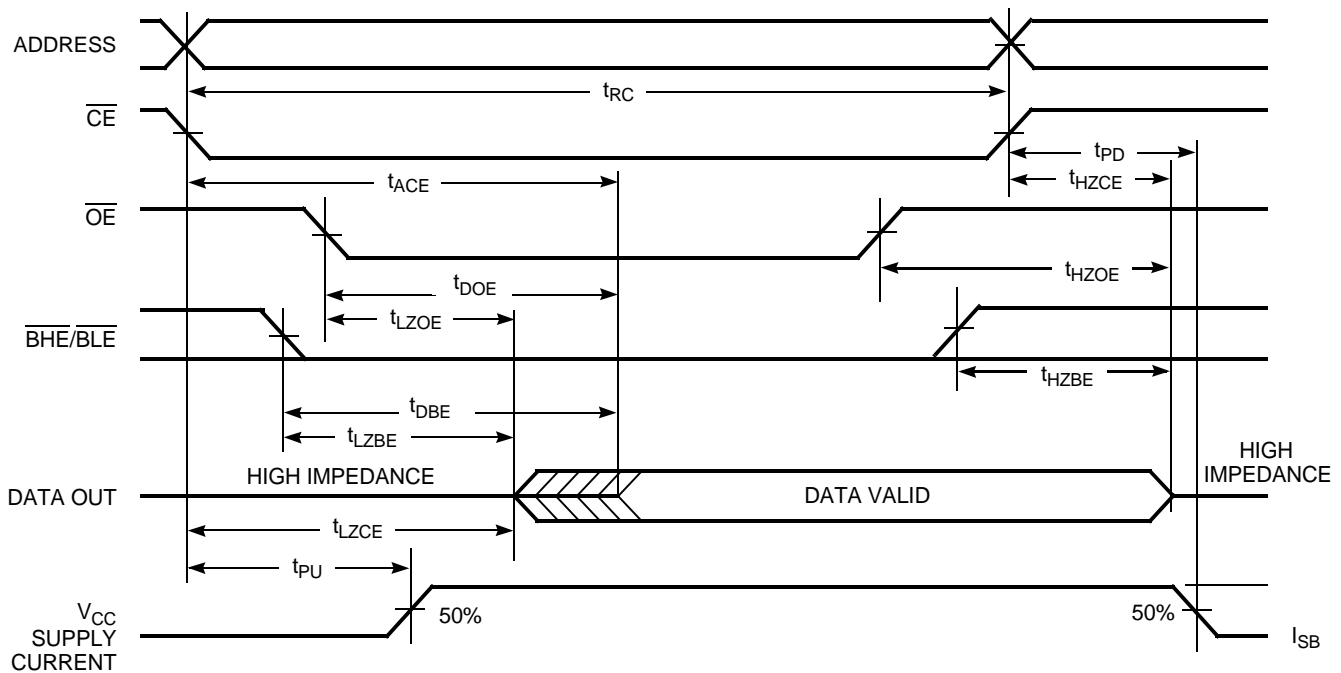 ADDRESS
tRC
CE
tPD
tACE
tHZCE
OE
tHZOE
tDOE
tLZOE
BHE/BLE
tHZBE
tDBE
tLZBE
HIGH IMPEDANCE
HIGH
IMPEDANCE
DATA OUT
DATA VALID
tLZCE
tPU
VCC
SUPPLY
CURRENT
50%
50%
ISB